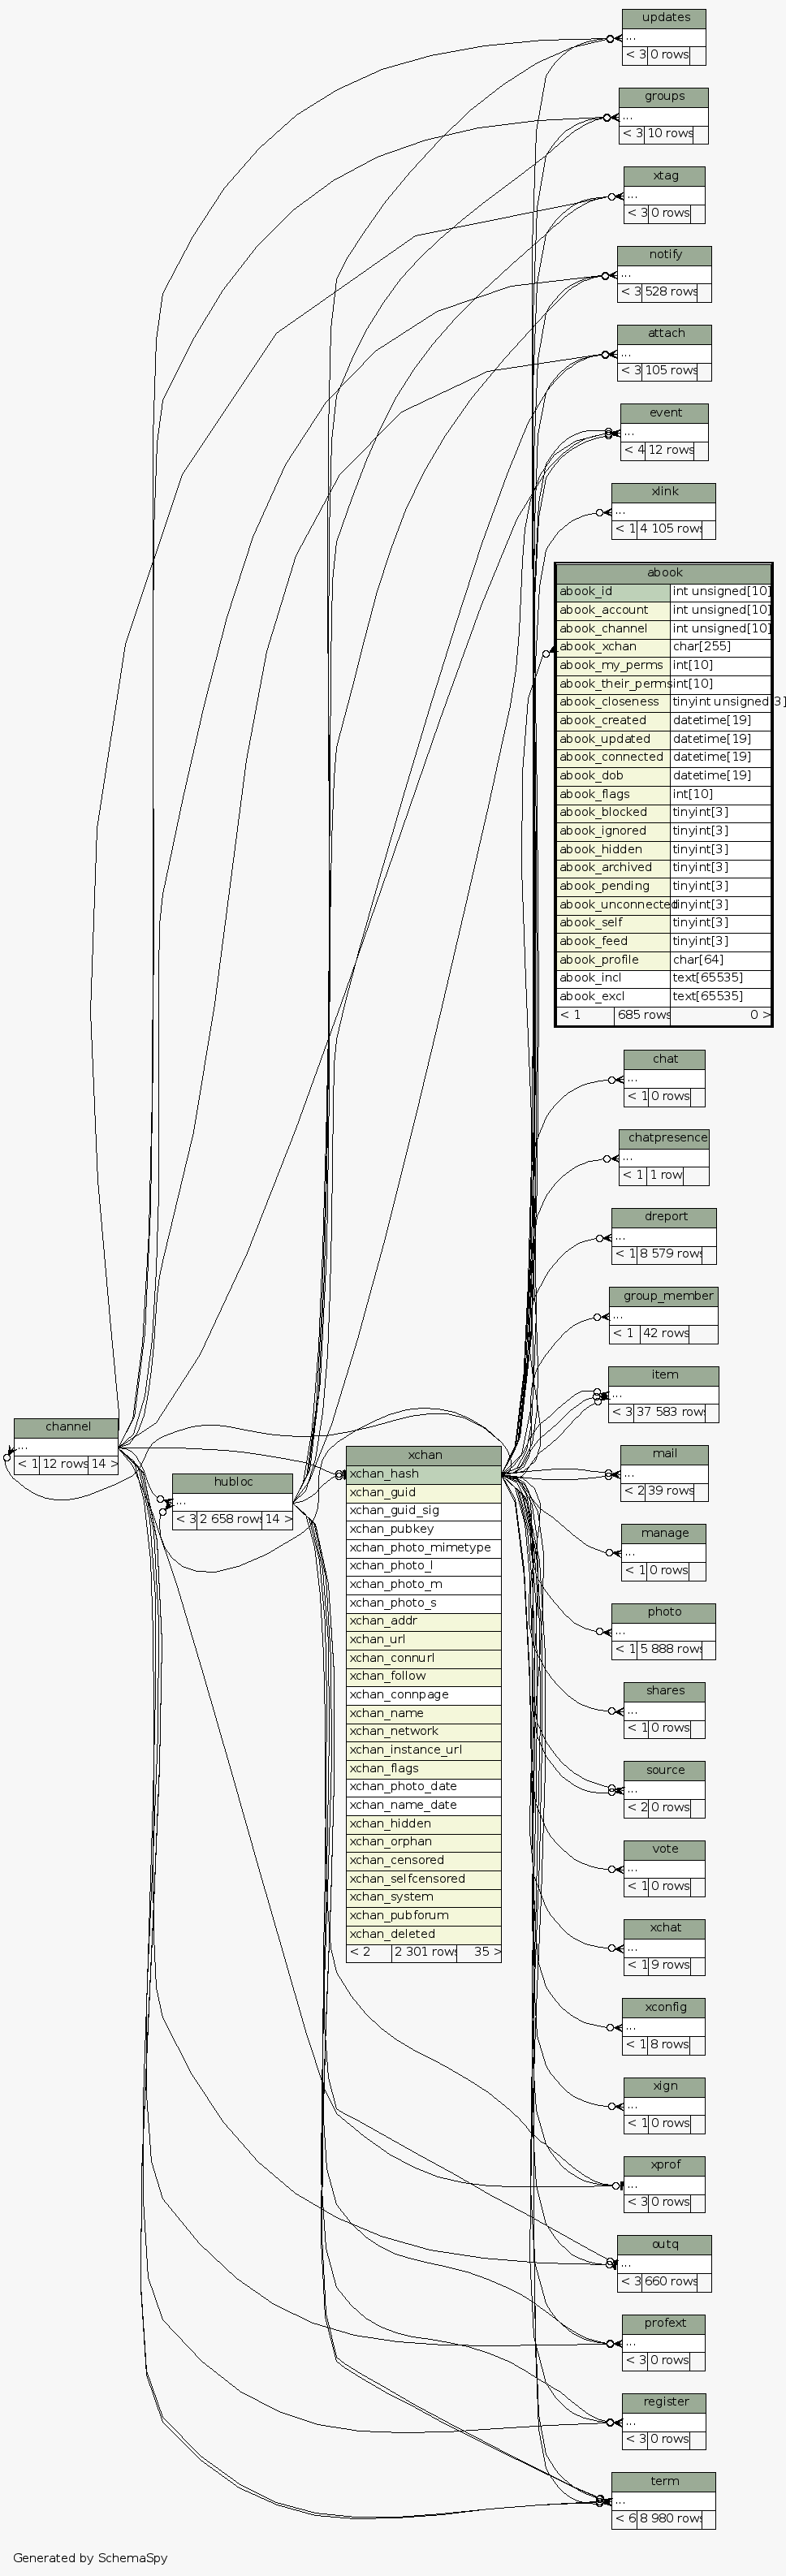 updates
...
< 3 0 rows
groups
...
< 3 10 rows
xtag
...
< 3 0 rows
notify
...
< 3 528 rows
attach
...
< 3 105 rows
event
...
< 4 12 rows
xlink
...
< 1 4 105 rows
abook
abook_id int unsigned[10]
abook_account int unsigned[10]
abook_channel int unsigned[10]
abook_xchan char[255]
abook_my_perms int[10]
abook_their_perms int[10]
abook_closeness tinyint unsigned[3]
abook_created datetime[19]
abook_updated datetime[19]
abook_connected datetime[19]
abook_dob datetime[19]
abook_flags int[10]
abook_blocked tinyint[3]
abook_ignored tinyint[3]
abook_hidden tinyint[3]
abook_archived tinyint[3]
abook_pending tinyint[3]
abook_unconnected tinyint[3]
abook_self tinyint[3]
abook_feed tinyint[3]
abook_profile char[64]
abook_incl text[65535]
abook_excl text[65535]
< 1 685 rows 0 >
chat
...
< 1 0 rows
chatpresence
...
< 1 1 row
dreport
...
< 1 8 579 rows
group_member
...
< 1 42 rows
item
...
< 3 37 583 rows
mail
...
< 2 39 rows
manage
...
< 1 0 rows
photo
...
< 1 5 888 rows
shares
...
< 1 0 rows
source
...
< 2 0 rows
vote
...
< 1 0 rows
xchat
...
< 1 9 rows
xconfig
...
< 1 8 rows
xign
...
< 1 0 rows
xprof
...
< 3 0 rows
outq
...
< 3 660 rows
profext
...
< 3 0 rows
register
...
< 3 0 rows
term
...
< 6 8 980 rows
channel
...
< 1 12 rows 14 >
hubloc
...
< 3 2 658 rows 14 >
xchan
xchan_hash
xchan_guid
xchan_guid_sig
xchan_pubkey
xchan_photo_mimetype
xchan_photo_l
xchan_photo_m
xchan_photo_s
xchan_addr
xchan_url
xchan_connurl
xchan_follow
xchan_connpage
xchan_name
xchan_network
xchan_instance_url
xchan_flags
xchan_photo_date
xchan_name_date
xchan_hidden
xchan_orphan
xchan_censored
xchan_selfcensored
xchan_system
xchan_pubforum
xchan_deleted
< 2 2 301 rows 35 >
Generated by SchemaSpy